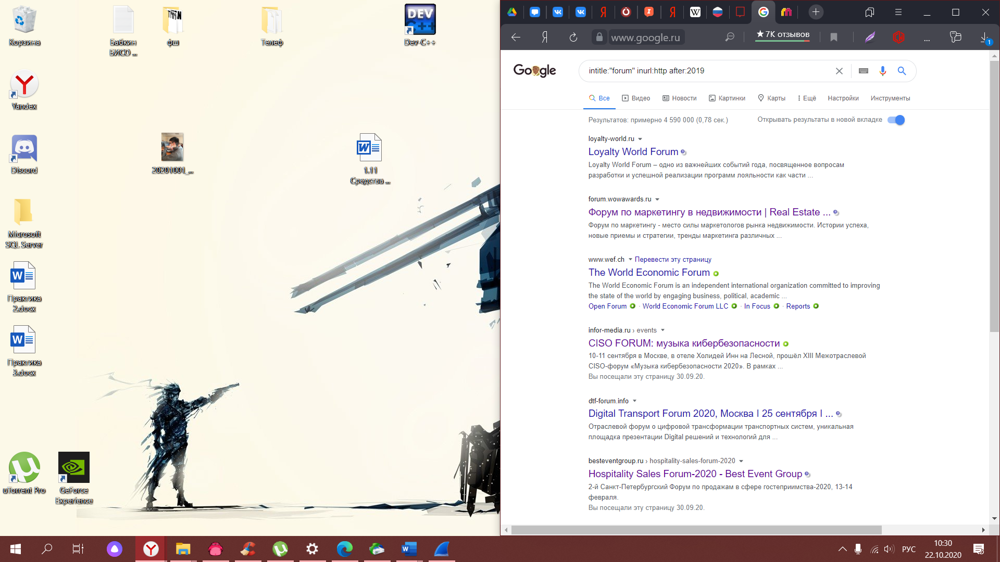 Корзина
Бабкин
БИСО ...
фш
Телеф
DEV
C++
Dev-C++
Yandex
Discord
20201001_...
1.11
Средства ...
Microsoft
SQL Server
Практика
2.docx
Практика
3.docx
uTorrent Pro
GeForce
Experience
www.google.ru
★7K отзывов
...
1
Google
intitle:"forum" inurl:http after:2019
Все
Видео
Новости
Картинки
Карты
Ещё
Настройки
Инструменты
Результатов: примерно 4 590 000 (0,78 сек.)
Открывать результаты в новой вкладке
loyalty-world.ru
Loyalty World Forum
Loyalty World Forum – одно из важнейших событий года, посвященное вопросам
разработки и успешной реализации программ лояльности как части ...
forum.wowawards.ru
Форум по маркетингу в недвижимости | Real Estate ...
Форум по маркетингу - место силы маркетологов рынка недвижимости. Истории успеха,
новые приемы и стратегии, тренды маркетинга различных ...
www.wef.ch Перевести эту страницу
The World Economic Forum
The World Economic Forum is an independent international organization committed to improving
the state of the world by engaging business, political, academic ...
Open Forum · World Economic Forum LLC · In Focus · Reports
infor-media.ru › events
CISO FORUM: музыка кибербезопасности
10-11 сентября в Москве, в отеле Холидей Инн на Лесной, прошёл XIII Межотраслевой
CISO-форум «Музыка кибербезопасности 2020». В рамках ...
Вы посещали эту страницу 30.09.20.
dtf-forum.info
Digital Transport Forum 2020, Москва I 25 сентября I ...
Отраслевой форум о цифровой трансформации транспортных систем, уникальная
площадка презентации Digital решений и технологий для ...
besteventgroup.ru › hospitality-sales-forum-2020
Hospitality Sales Forum-2020 - Best Event Group
2-й Санкт-Петербургский Форум по продажам в сфере гостеприимства-2020, 13-14
февраля.
Вы посещали эту страницу 30.09.20.
РУС
10:30
22.10.2020